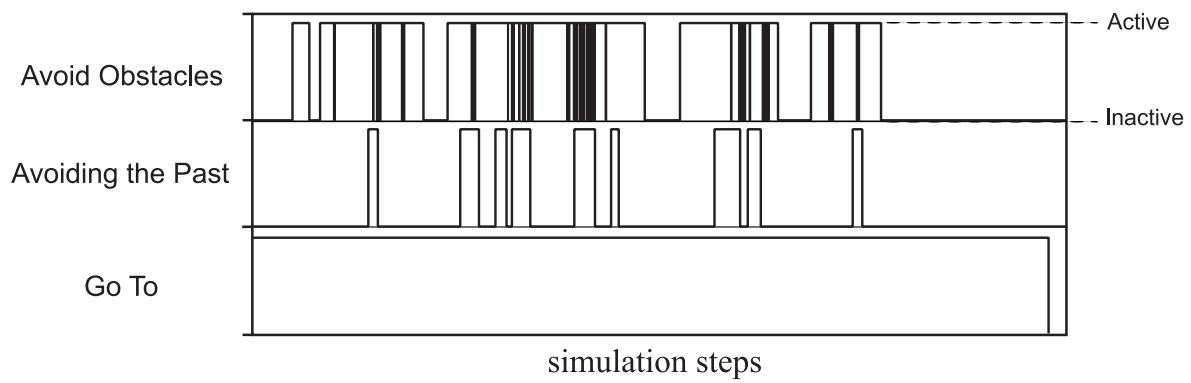 Active
Avoid Obstacles
Inactive
Avoiding the Past
Go To
simulation steps